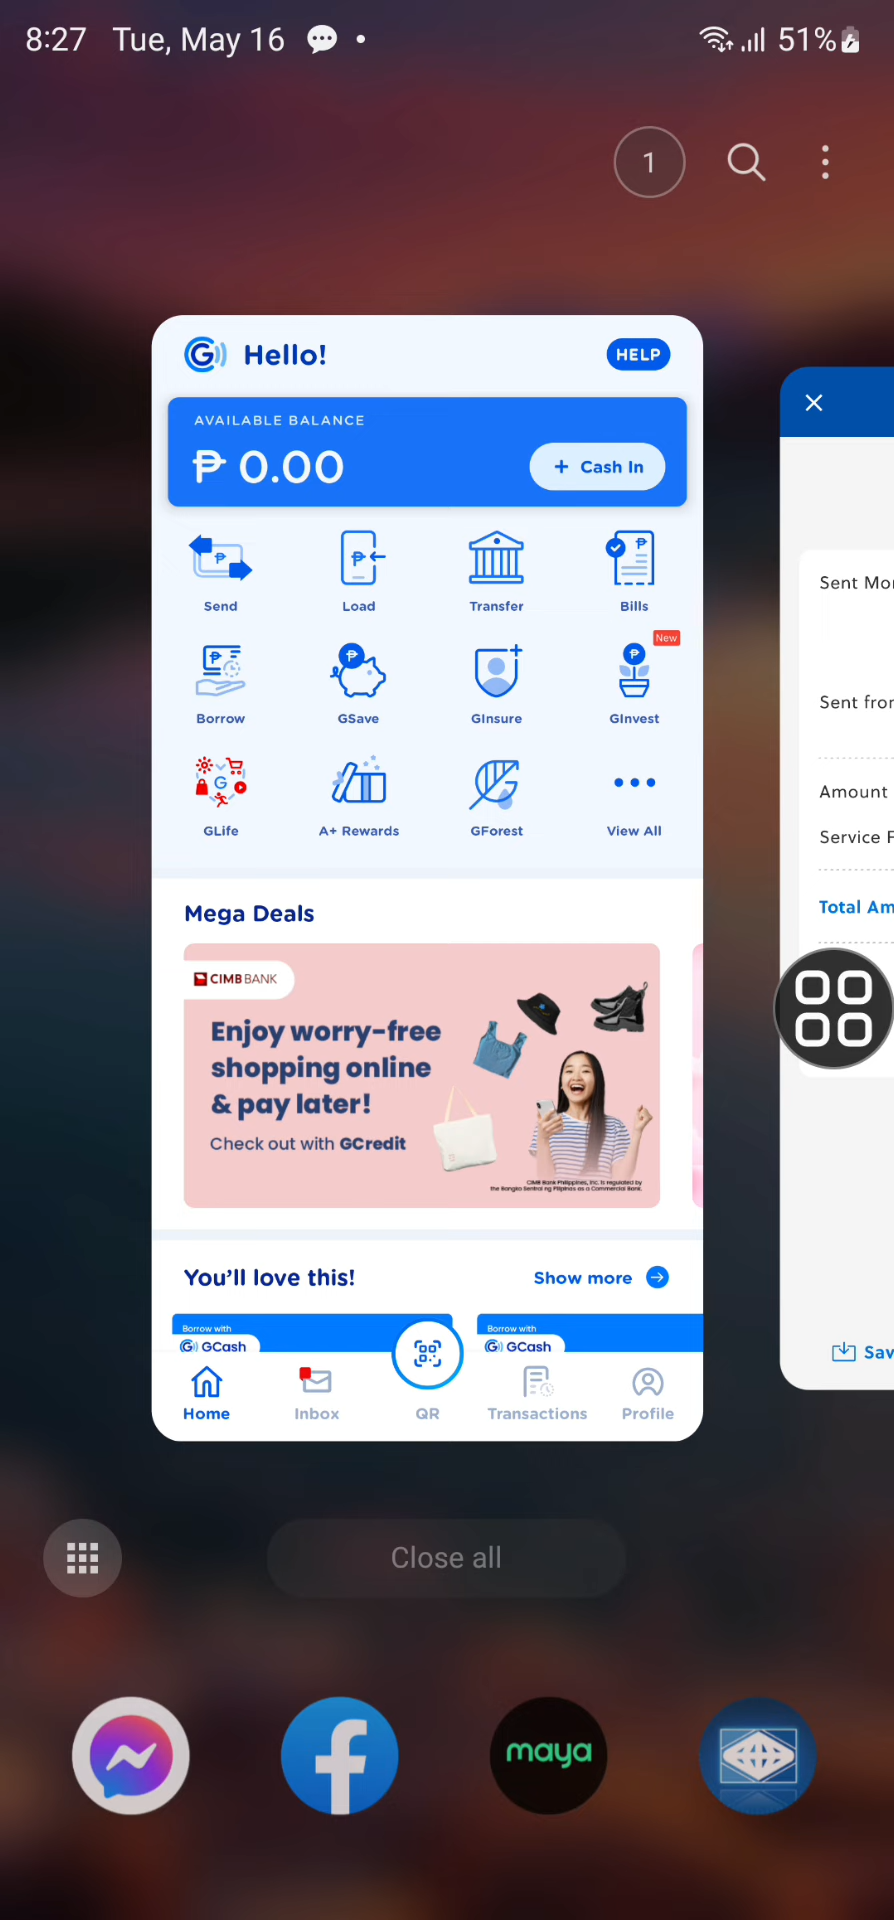 8:27 Tue, May 16 51%
1
Hello! HELP
AVAILABLE BALANCE
₱ 0.00 + Cash In
Send Load Transfer Bills
New
Borrow GSave GInsure GInvest
GLife A+ Rewards GForest View All
Mega Deals
CIMB BANK
Enjoy worry-free
shopping online
& pay later!
Check out with GCredit
CIMB Bank Philippines, Inc. is regulated by
the Bangko Sentral ng Pilipinas as a Commercial Bank.
You'll love this! Show more
Borrow with Borrow with
GCash GCash
Home Inbox QR Transactions Profile
Sent Mo
Sent from
Amount
Service F
Total Am
Sav
Close all
maya